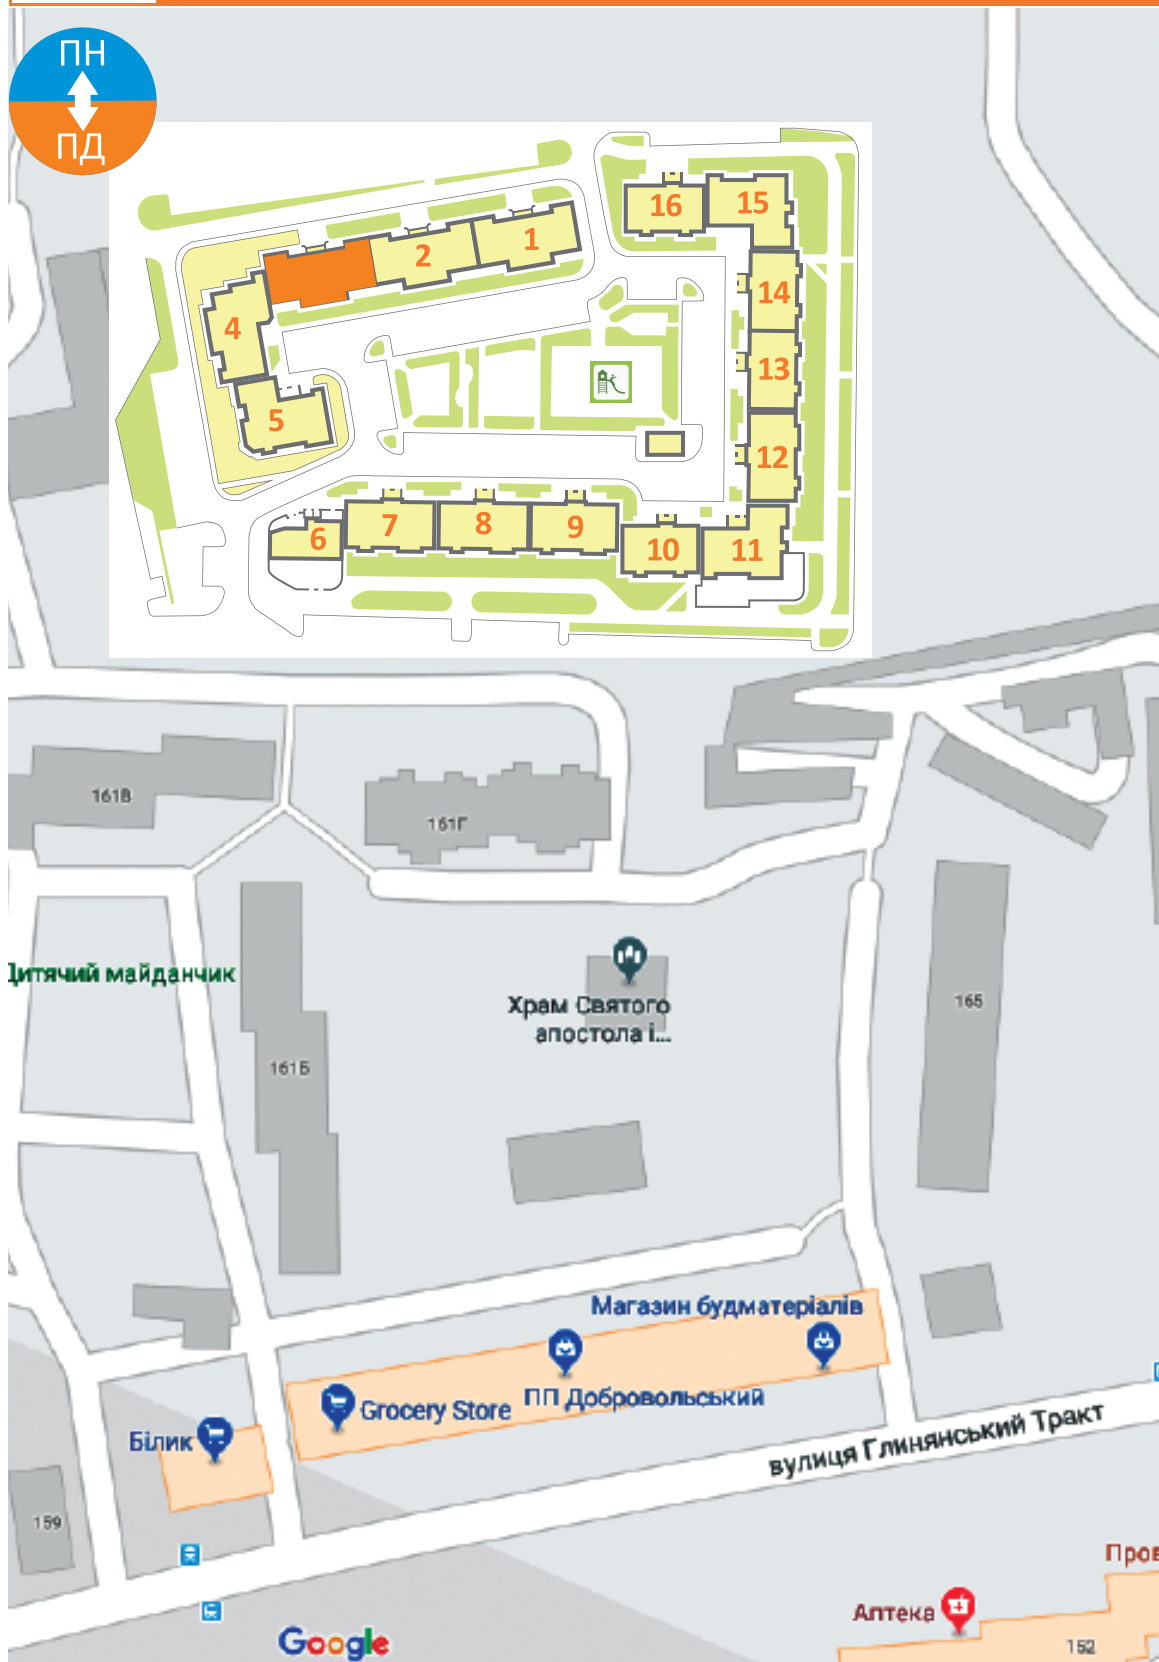 ПН
ПД
16
15
1
2
14
4
13
5
12
7
8
9
6
10
11
161В
161Г
Дитячий майданчик
165
Храм Святого
апостола і...
161Б
Магазин будматеріалів
ПП Добровольський
Grocery Store
Білик
вулиця Глинянський Тракт
159
Пров
Аптека
Google
152